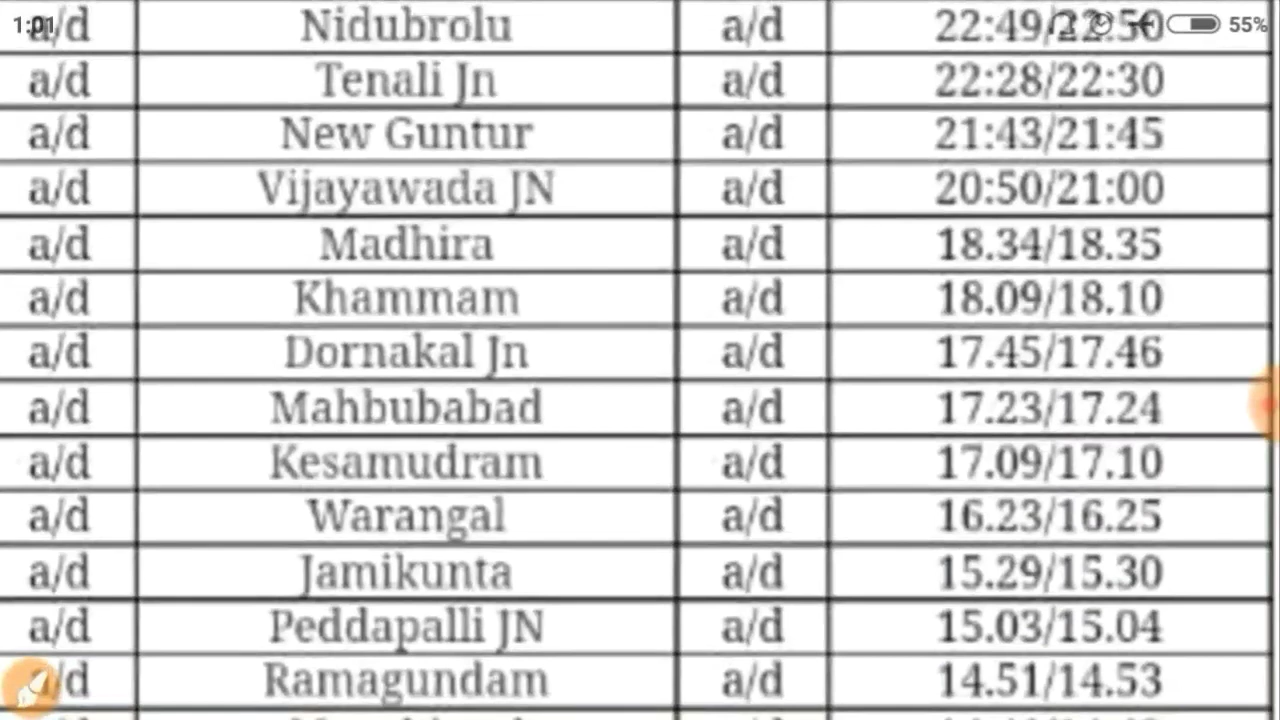 1:01 55%
a/d Nidubrolu a/d 22:49/22:50
a/d Tenali Jn a/d 22:28/22:30
a/d New Guntur a/d 21:43/21:45
a/d Vijayawada JN a/d 20:50/21:00
a/d Madhira a/d 18.34/18.35
a/d Khammam a/d 18.09/18.10
a/d Dornakal Jn a/d 17.45/17.46
a/d Mahbubabad a/d 17.23/17.24
a/d Kesamudram a/d 17.09/17.10
a/d Warangal a/d 16.23/16.25
a/d Jamikunta a/d 15.29/15.30
a/d Peddapalli JN a/d 15.03/15.04
a/d Ramagundam a/d 14.51/14.53